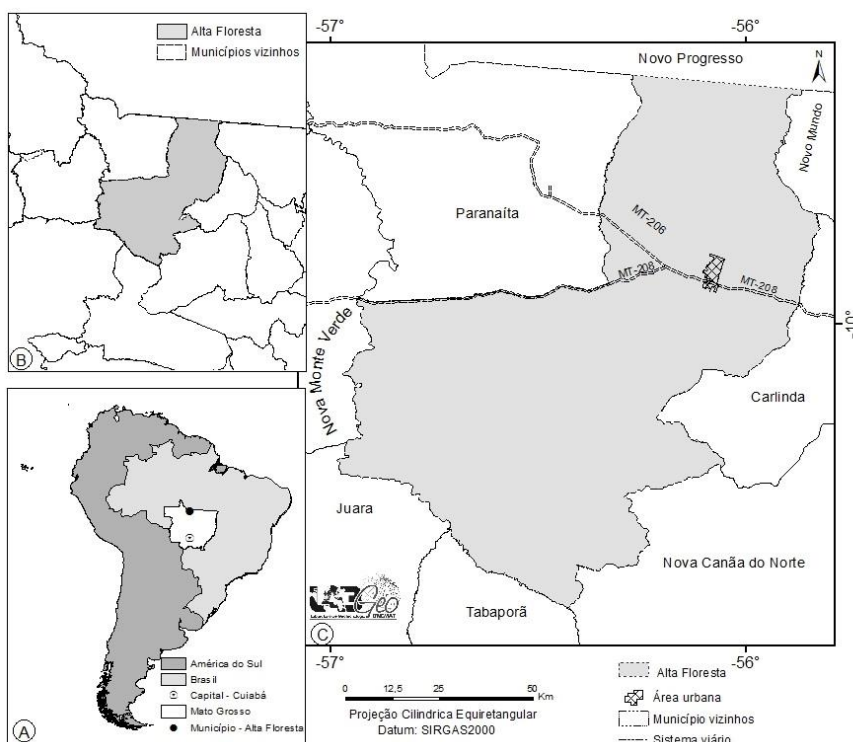 Alta Floresta
Municípios vizinhos
B
América do Sul
Brasil
Capital - Cuiabá
Mato Grosso
Município - Alta Floresta
A
-57°
-56°
Novo Progresso
N
Novo Mundo
Paranaíta
MT-206
MT-208
MT-208
-10°
Nova Monte Verde
Carlinda
Juara
Nova Canãa do Norte
Tabaporã
Geo
UNEMAT
C
-57°
-56°
0 12,5 25 50
Km
Projeção Cilindrica Equiretangular
Datum: SIRGAS2000
Alta Floresta
Área urbana
Município vizinhos
Sistema viário